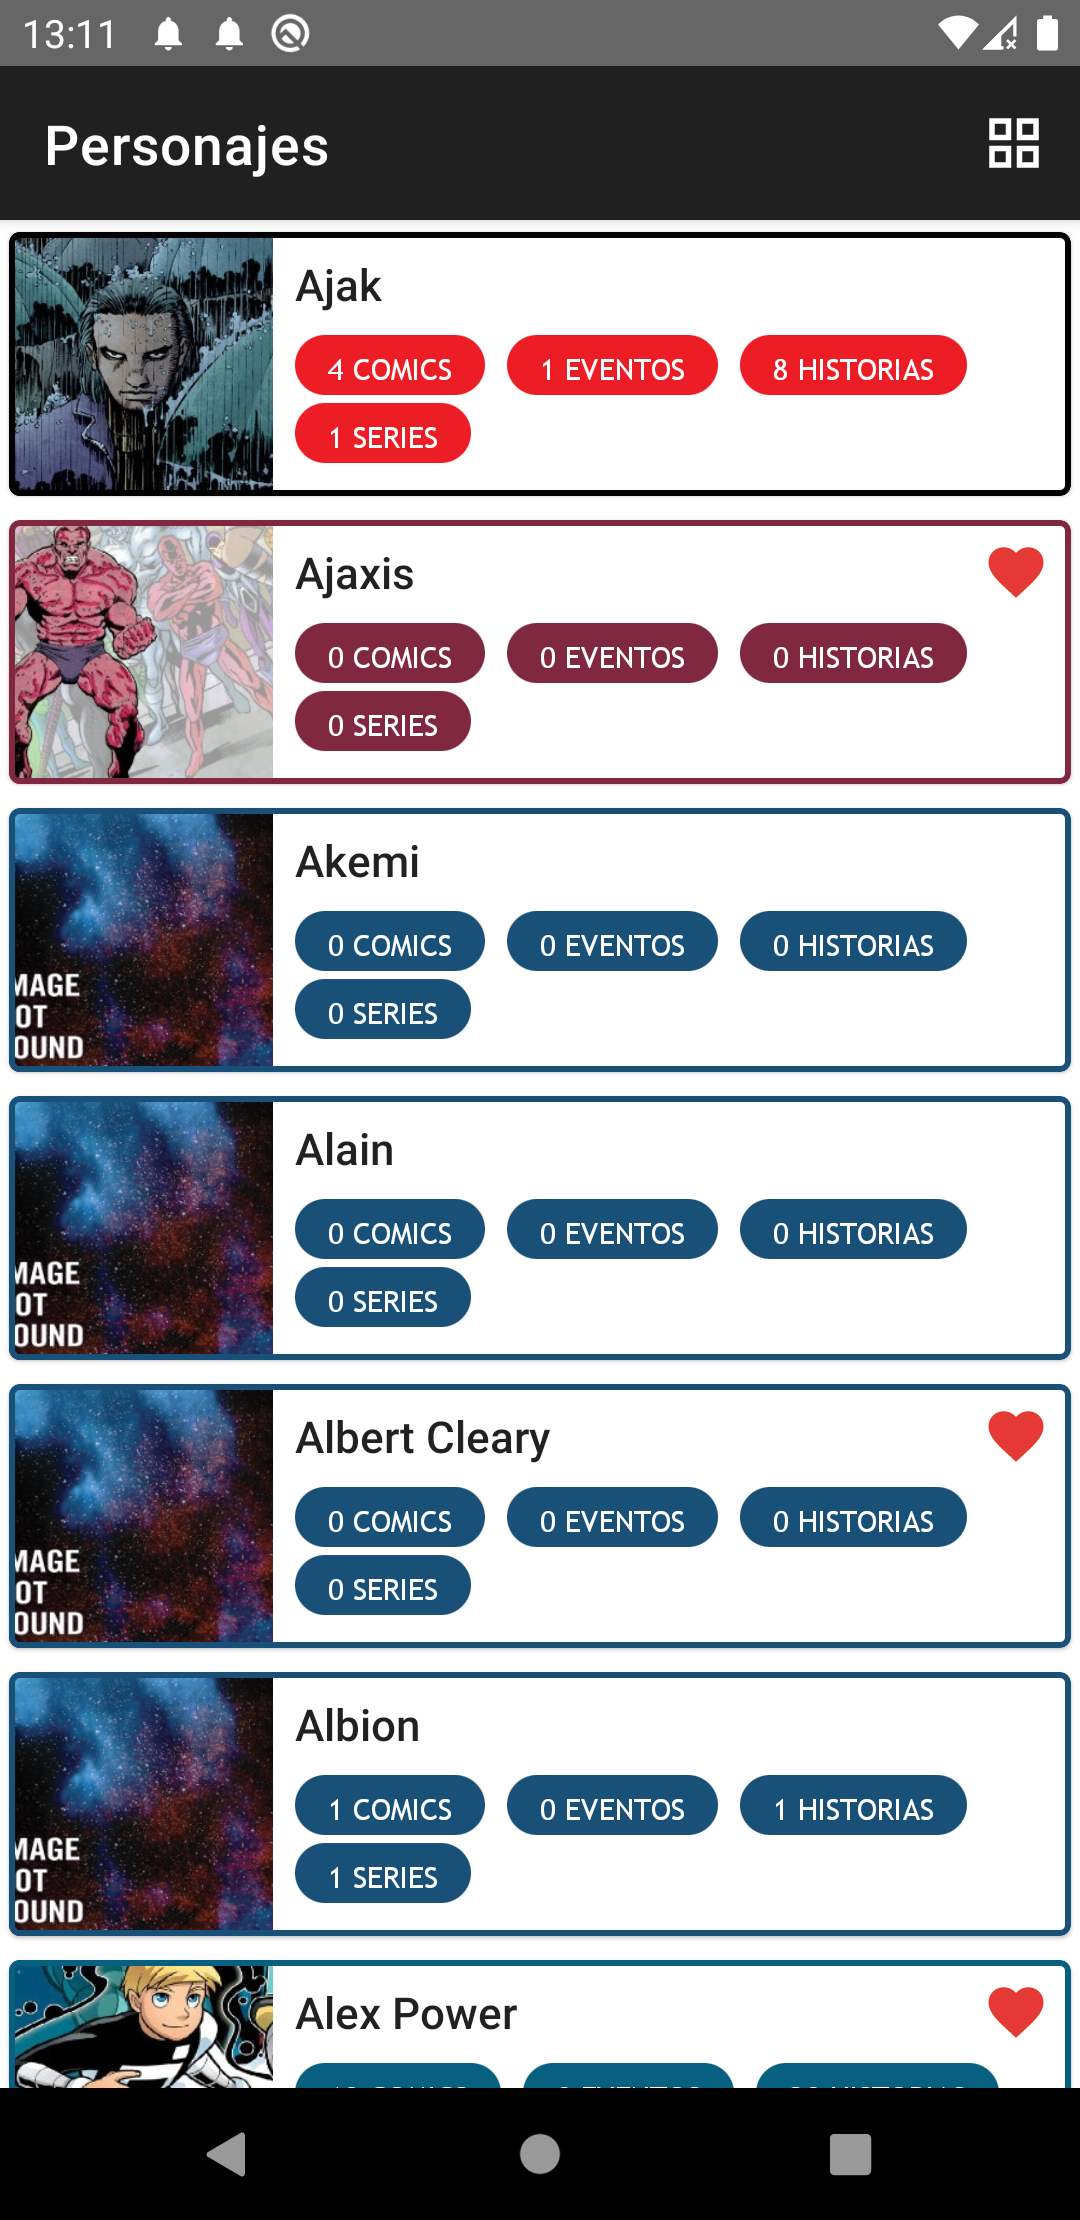 13:11
Personajes
Ajak
4 COMICS 1 EVENTOS 8 HISTORIAS
1 SERIES
Ajaxis
0 COMICS 0 EVENTOS 0 HISTORIAS
0 SERIES
Akemi
0 COMICS 0 EVENTOS 0 HISTORIAS
0 SERIES
MAGE
OT
OUND
Alain
0 COMICS 0 EVENTOS 0 HISTORIAS
0 SERIES
MAGE
OT
OUND
Albert Cleary
0 COMICS 0 EVENTOS 0 HISTORIAS
0 SERIES
MAGE
OT
OUND
Albion
1 COMICS 0 EVENTOS 1 HISTORIAS
1 SERIES
MAGE
OT
OUND
Alex Power